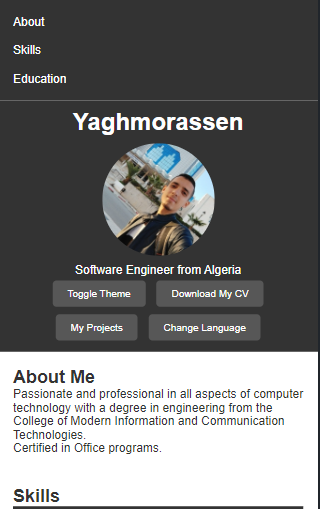 About
Skills
Education
Yaghmorassen
Software Engineer from Algeria
Toggle Theme
Download My CV
My Projects
Change Language
About Me
Passionate and professional in all aspects of computer
technology with a degree in engineering from the
College of Modern Information and Communication
Technologies.
Certified in Office programs.
Skills